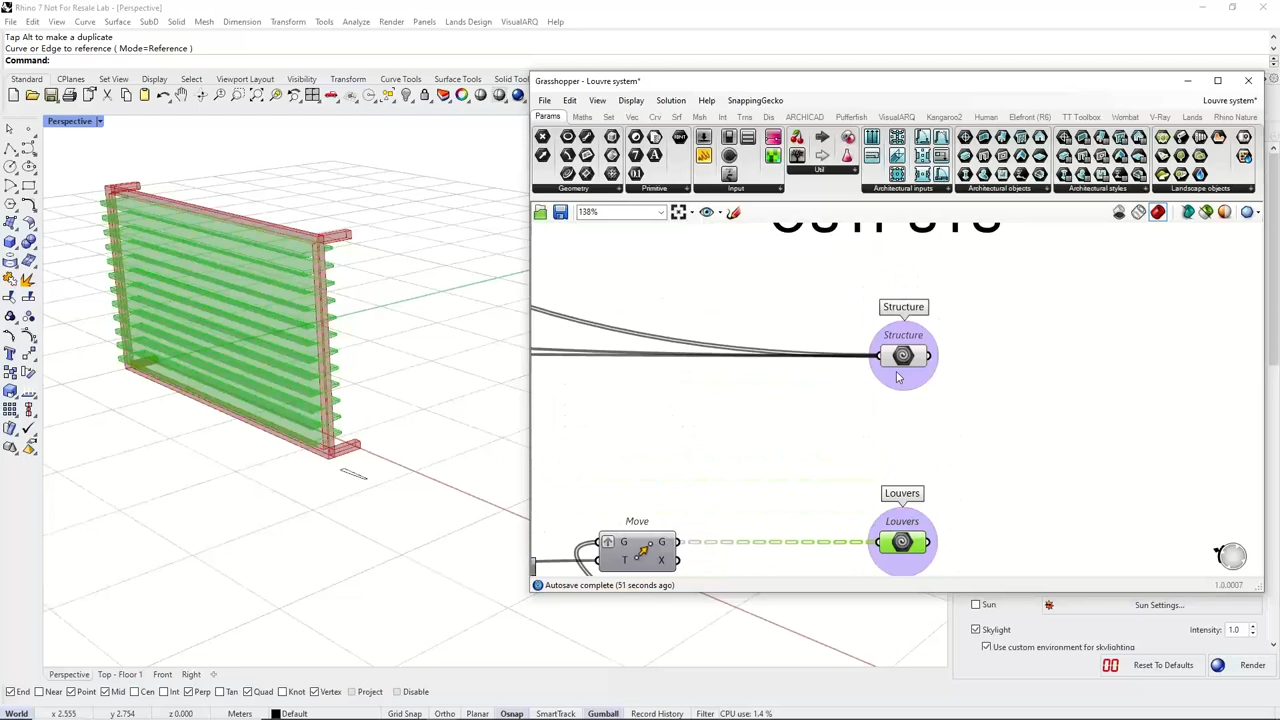 Rhino 7 Not For Resale Lab - [Perspective]
File Edit View Curve Surface SubD Solid Mesh Dimension Transform Tools Analyze Render Panels Lands Design VisualARQ Help
Tap Alt to make a duplicate
Curve or Edge to reference ( Mode=Reference )
Command:
Standard CPlanes Set View Display Select Viewport Layout Visibility Transform Curve Tools Surface Tools Solid Too
Perspective
Grasshopper - Louvre system*
File Edit View Display Solution Help SnappingGecko Louvre system*
Params Maths Set Vec Crv Srf Msh Int Trns Dis ARCHICAD Pufferfish VisualARQ Human Elefront (R6) TT Toolbox Kangaroo2 Wombat V-Ray Lands Rhino Nature
Geometry Primitive Input Util Architectural inputs Architectural objects Architectural styles Landscape objects
138%
Structure
Structure
Louvers
Louvers
Move
G G
T X
Autosave complete (51 seconds ago) 1.0.0007
Sun Sun Settings...
Skylight Intensity: 1.0
Use custom environment for skylighting
Reset To Defaults Render
Perspective Top - Floor 1 Front Right
End Near Point Mid Cen Int Perp Tan Quad Knot Vertex Project Disable
World x 2.555 y 2.754 z 0.000 Meters Default Grid Snap Ortho Planar Osnap SmartTrack Gumball Record History Filter CPU use: 1.4 %